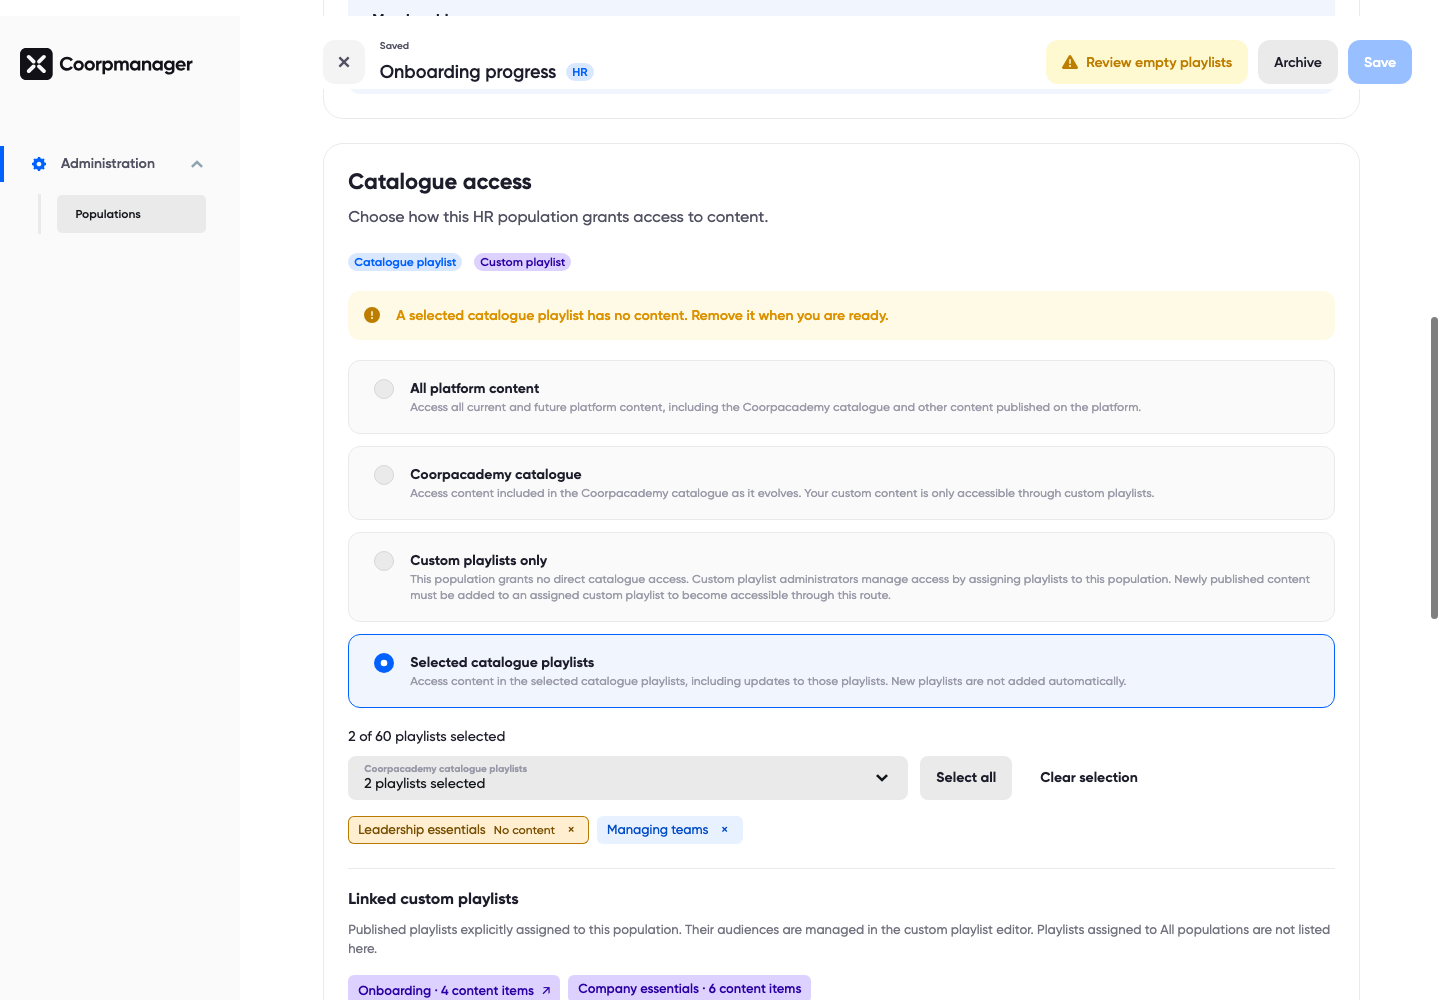 Saved
Onboarding progress HR
Review empty playlists
Archive
Save
Coorpmanager
Administration
Populations
Catalogue access
Choose how this HR population grants access to content.
Catalogue playlist Custom playlist
A selected catalogue playlist has no content. Remove it when you are ready.
All platform content
Access all current and future platform content, including the Coorpacademy catalogue and other content published on the platform.
Coorpacademy catalogue
Access content included in the Coorpacademy catalogue as it evolves. Your custom content is only accessible through custom playlists.
Custom playlists only
This population grants no direct catalogue access. Custom playlist administrators manage access by assigning playlists to this population. Newly published content
must be added to an assigned custom playlist to become accessible through this route.
Selected catalogue playlists
Access content in the selected catalogue playlists, including updates to those playlists. New playlists are not added automatically.
2 of 60 playlists selected
Coorpacademy catalogue playlists
2 playlists selected
Select all
Clear selection
Leadership essentials No content ×
Managing teams ×
Linked custom playlists
Published playlists explicitly assigned to this population. Their audiences are managed in the custom playlist editor. Playlists assigned to All populations are not listed
here.
Onboarding · 4 content items ↗
Company essentials · 6 content items